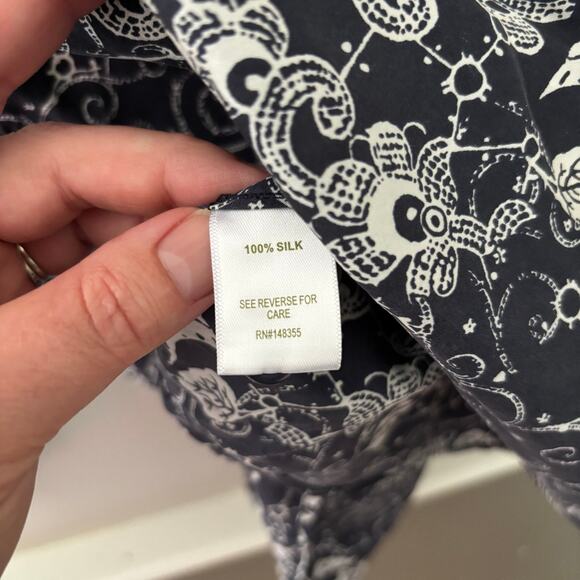 100% SILK
SEE REVERSE FOR
CARE
RN#148355